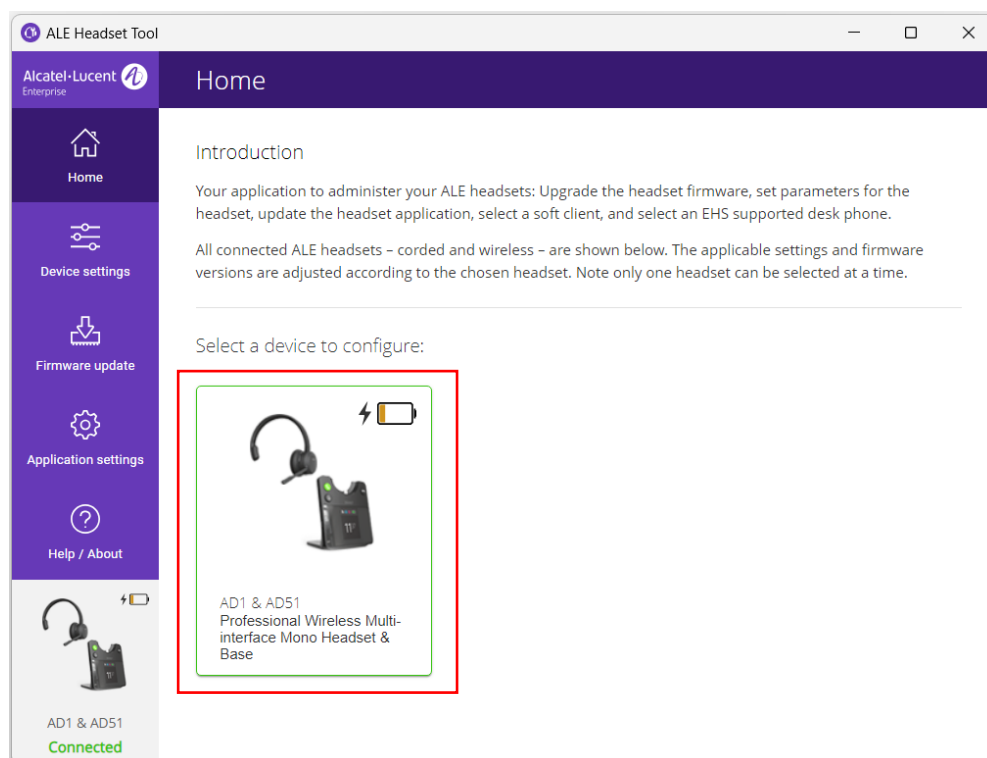 ALE Headset Tool
Alcatel·Lucent
Enterprise
Home
Home
Device settings
Firmware update
Application settings
Help / About
AD1 & AD51
Connected
Introduction
Your application to administer your ALE headsets: Upgrade the headset firmware, set parameters for the
headset, update the headset application, select a soft client, and select an EHS supported desk phone.
All connected ALE headsets – corded and wireless – are shown below. The applicable settings and firmware
versions are adjusted according to the chosen headset. Note only one headset can be selected at a time.
Select a device to configure:
AD1 & AD51
Professional Wireless Multi-
interface Mono Headset &
Base